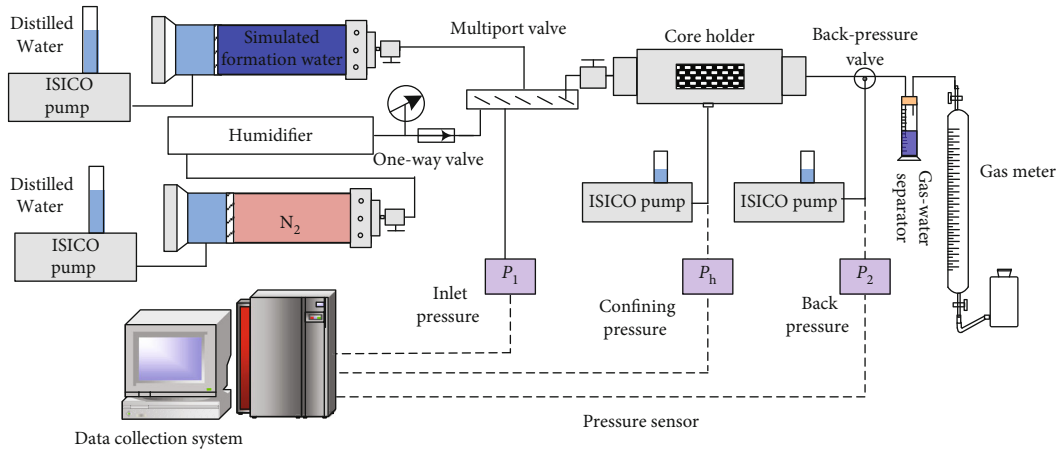 Distilled
Water
ISICO
pump
Simulated
formation water
Multiport valve
Core holder
Back-pressure
valve
Humidifier
One-way valve
Distilled
Water
ISICO
pump
N₂
ISICO pump
ISICO pump
Gas-water
separator
Gas meter
P₁
Inlet
pressure
Pₕ
Confining
pressure
P₂
Back
pressure
Data collection system
Pressure sensor